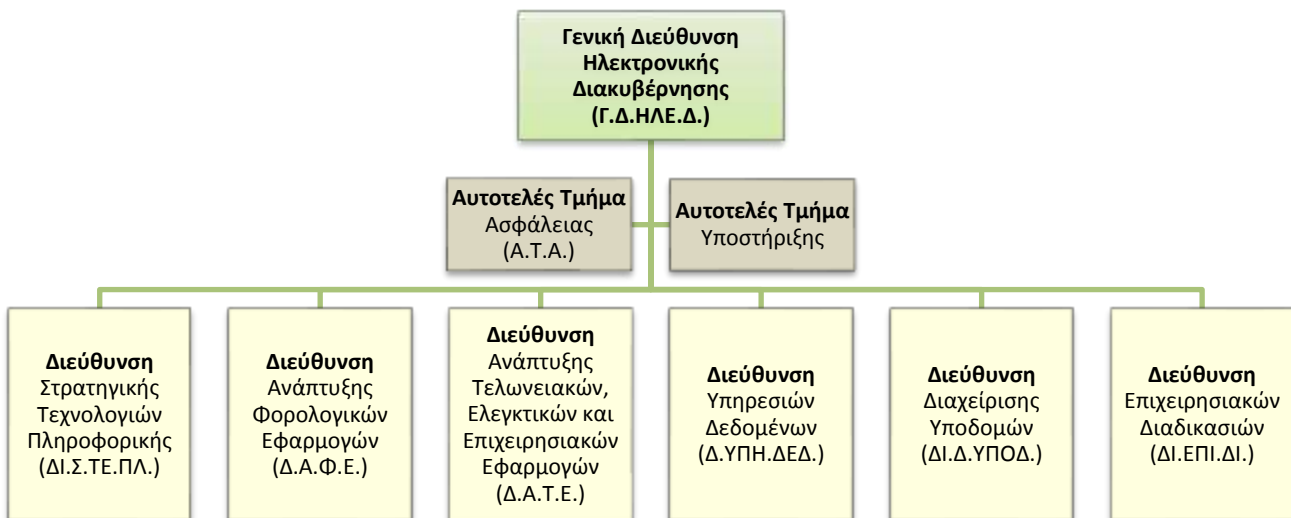 Γενική Διεύθυνση
Ηλεκτρονικής
Διακυβέρνησης
(Γ.Δ.ΗΛΕ.Δ.)
Αυτοτελές Τμήμα
Ασφάλειας
(Α.Τ.Α.)
Αυτοτελές Τμήμα
Υποστήριξης
Διεύθυνση
Στρατηγικής
Τεχνολογιών
Πληροφορικής
(ΔΙ.Σ.ΤΕ.ΠΛ.)
Διεύθυνση
Ανάπτυξης
Φορολογικών
Εφαρμογών
(Δ.Α.Φ.Ε.)
Διεύθυνση
Ανάπτυξης
Τελωνειακών,
Ελεγκτικών και
Επιχειρησιακών
Εφαρμογών
(Δ.Α.Τ.Ε.)
Διεύθυνση
Υπηρεσιών
Δεδομένων
(Δ.ΥΠΗ.ΔΕΔ.)
Διεύθυνση
Διαχείρισης
Υποδομών
(ΔΙ.Δ.ΥΠΟΔ.)
Διεύθυνση
Επιχειρησιακών
Διαδικασιών
(ΔΙ.ΕΠΙ.ΔΙ.)